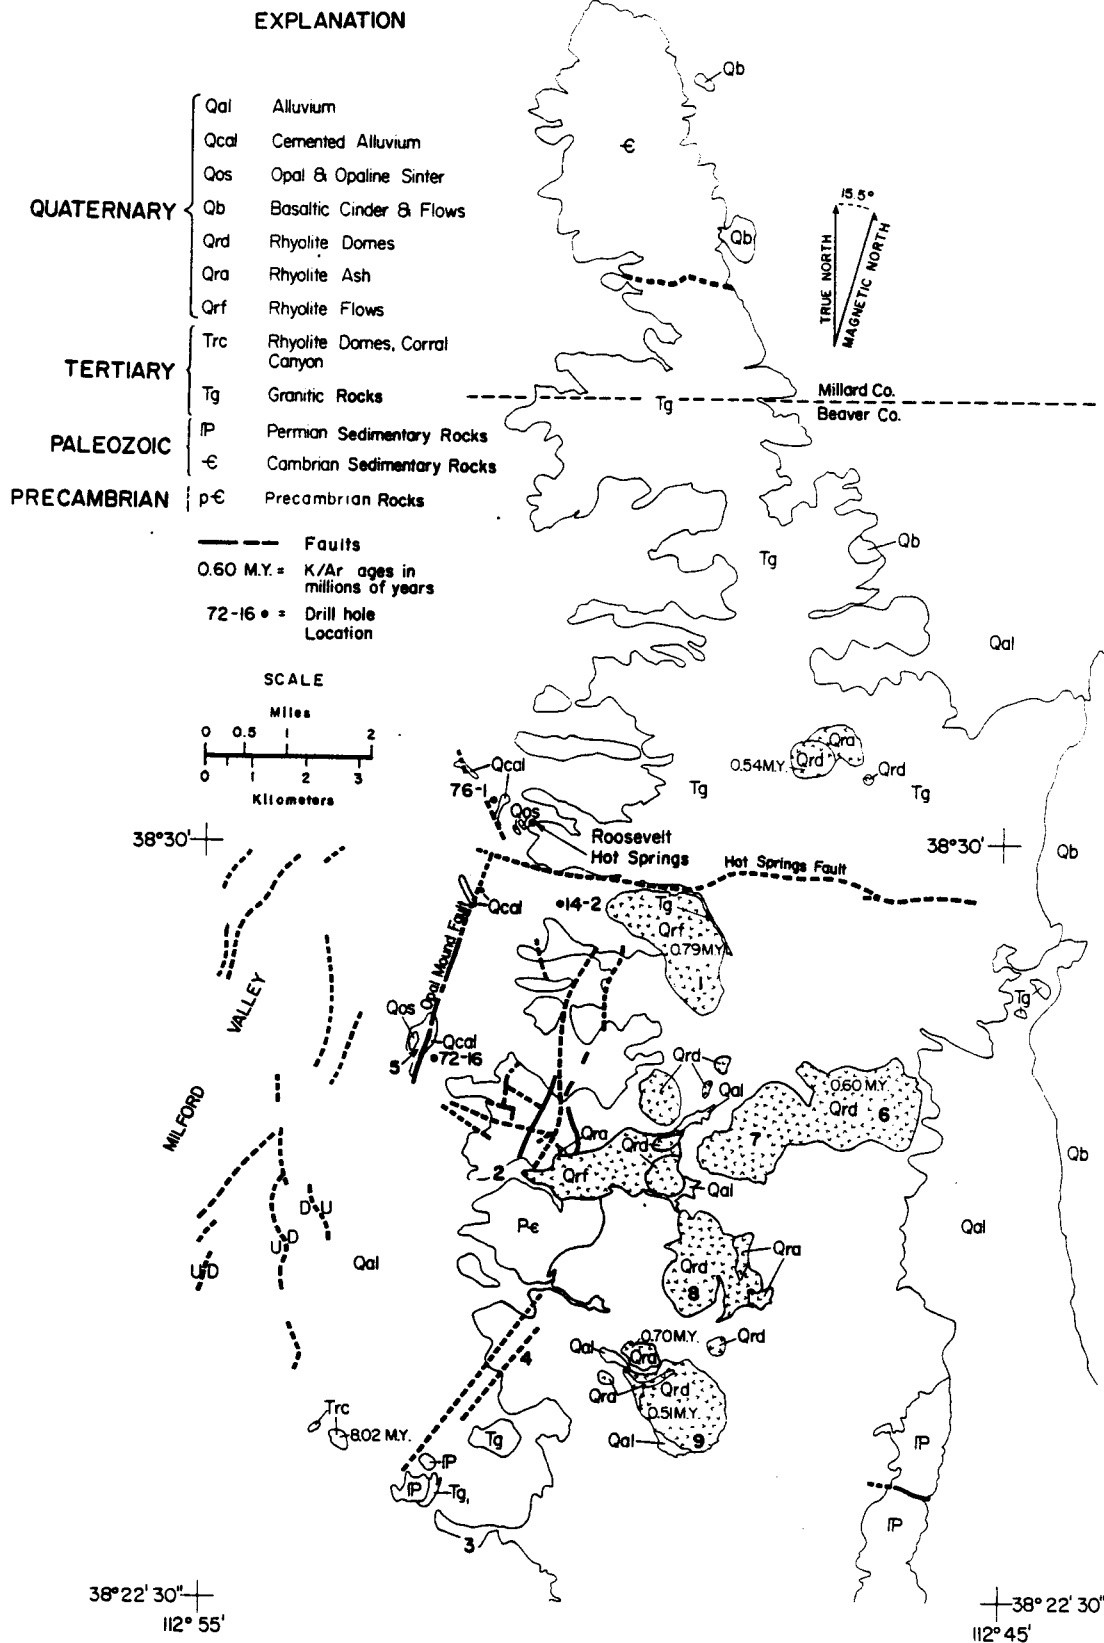 EXPLANATION
QUATERNARY
Qal Alluvium
Qcal Cemented Alluvium
Qos Opal & Opaline Sinter
Qb Basaltic Cinder & Flows
Qrd Rhyolite Domes
Qra Rhyolite Ash
Qrf Rhyolite Flows
TERTIARY
Trc Rhyolite Domes, Corral
Canyon
Tg Granitic Rocks
PALEOZOIC
IP Permian Sedimentary Rocks
Є Cambrian Sedimentary Rocks
PRECAMBRIAN
pЄ Precambrian Rocks
Faults
0.60 M.Y. = K/Ar ages in
millions of years
72-16 • = Drill hole
Location
SCALE
Miles
0 0.5 1 2
0 1 2 3
Kilometers
Qb
Є
15.5°
TRUE NORTH
MAGNETIC NORTH
Qb
Millard Co.
Tg
Beaver Co.
Qb
Tg
Qal
Qra
Qrd
0.54 M.Y.
Qrd
Tg
Tg
Qcal
76-1
Qos
Roosevelt
Hot Springs
38°30'
38°30'
Qb
Hot Springs Fault
Qcal
14-2
Tg
Qrf
0.79 M.Y.
1
Opal Mound Fault
VALLEY
MILFORD
Qos
Qcal
5
72-16
Tg
Qrd
Qal
0.60 M.Y.
Qrd
6
7
Qra
Qrd
2
Qrf
Qal
Qb
Qal
PЄ
D U
U D
U D
Qal
Qra
Qrd
8
0.70 M.Y.
Qrd
Qal
Qra
4
Qrd
Qrd
0.51 M.Y.
Qal
9
Trc
8.02 M.Y.
Tg
IP
IP
Tg
IP
IP
3
38°22'30"
112°55'
38°22'30"
112°45'